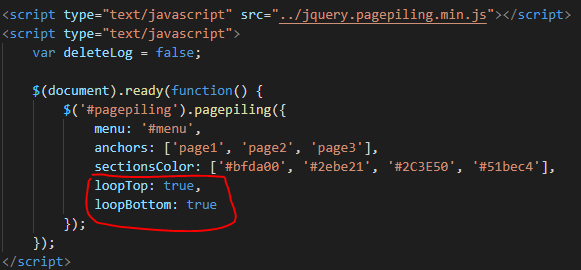 <script type="text/javascript" src="../jquery.pagepiling.min.js"></script>
<script type="text/javascript">
    var deleteLog = false;

    $(document).ready(function() {
        $('#pagepiling').pagepiling({
            menu: '#menu',
            anchors: ['page1', 'page2', 'page3'],
            sectionsColor: ['#bfda00', '#2ebe21', '#2C3E50', '#51bec4'],
            loopTop: true,
            loopBottom: true
        });
    });
</script>